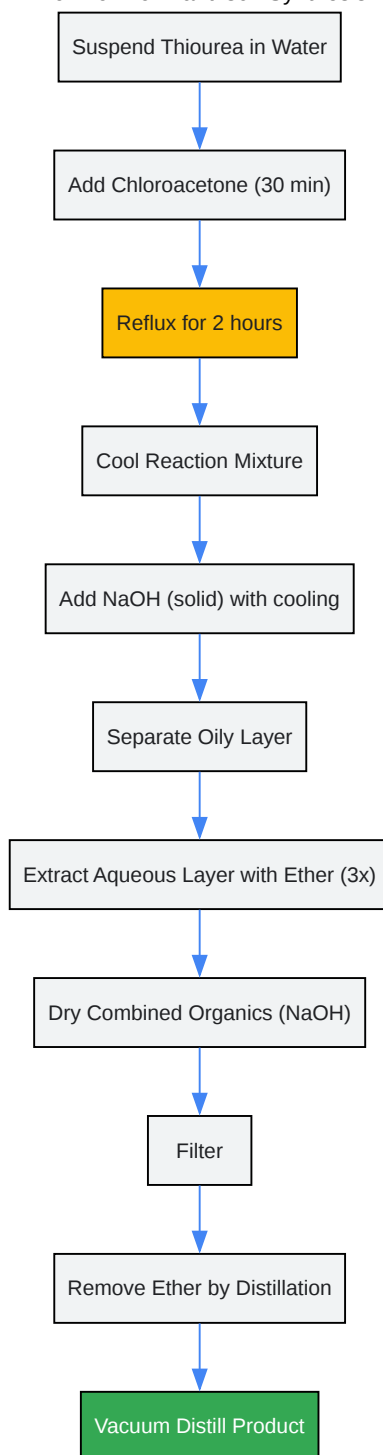 Suspend Thiourea in Water
Add Chloroacetone (30 min)
Reflux for 2 hours
Cool Reaction Mixture
Add NaOH (solid) with cooling
Separate Oily Layer
Extract Aqueous Layer with Ether (3x)
Dry Combined Organics (NaOH)
Filter
Remove Ether by Distillation
Vacuum Distill Product